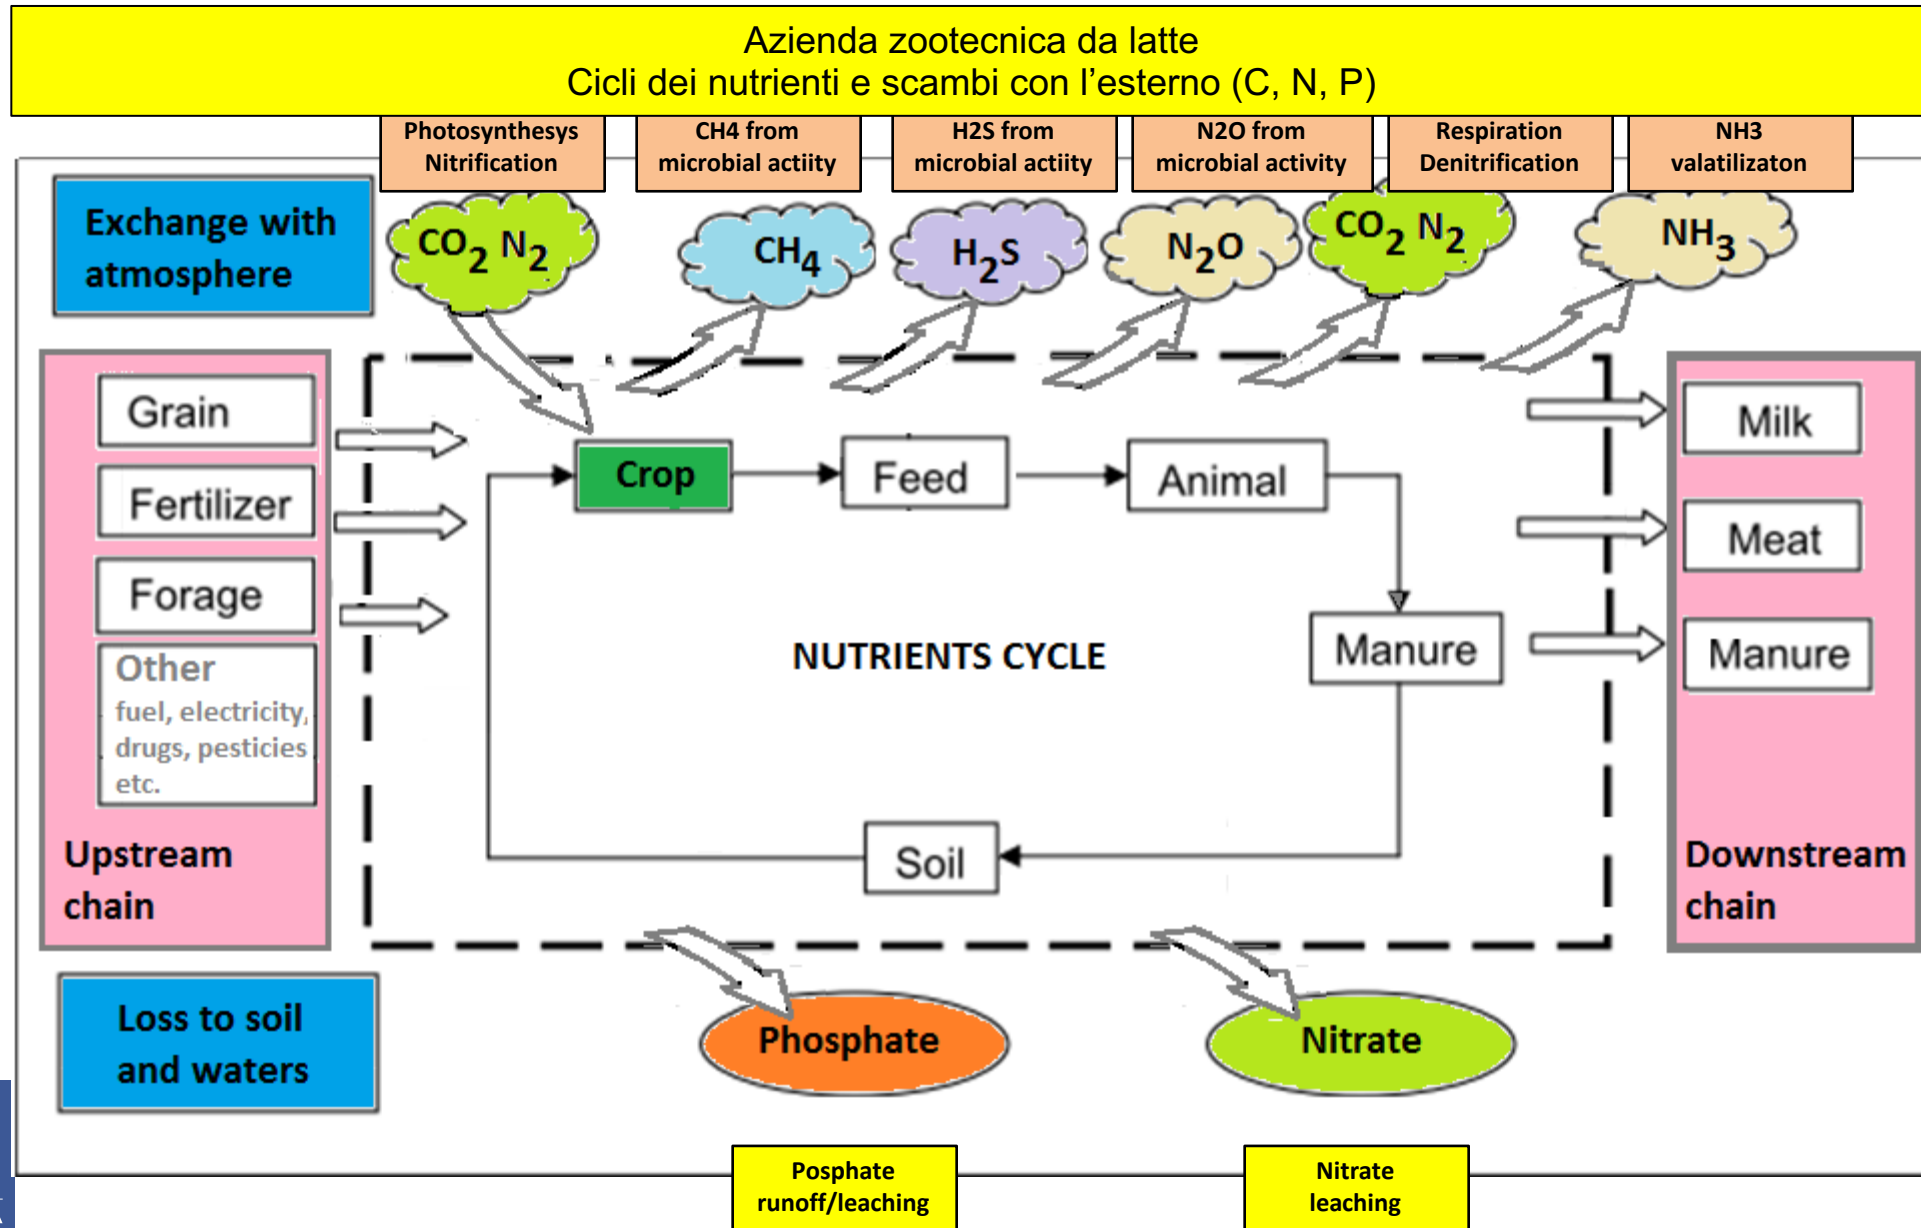 Azienda zootecnica da latte
Cicli dei nutrienti e scambi con l'esterno (C, N, P)
Photosynthesys
Nitrification
CH4 from
microbial actiity
H2S from
microbial actiity
N2O from
microbial activity
Respiration
Denitrification
NH3
valatilizaton
Exchange with
atmosphere
CO2 N2
CH4
H2S
N2O
CO2 N2
NH3
Grain
Fertilizer
Forage
Other
fuel, electricity,
drugs, pesticies
etc.
Upstream
chain
Crop
Feed
Animal
Manure
NUTRIENTS CYCLE
Soil
Milk
Meat
Manure
Downstream
chain
Loss to soil
and waters
Phosphate
Nitrate
Posphate
runoff/leaching
Nitrate
leaching